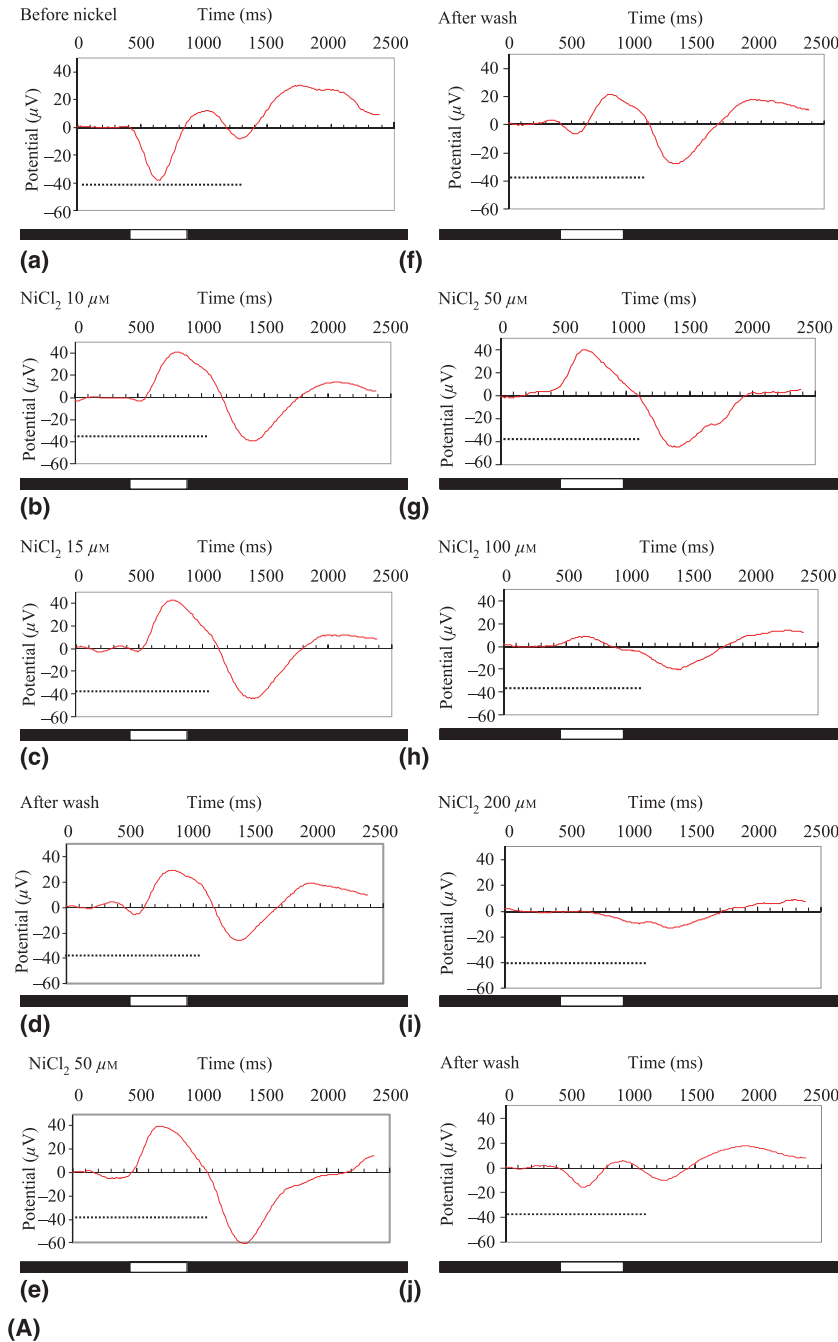 Before nickel Time (ms)
0 500 1000 1500 2000 2500
40
20
0
−20
−40
−60
Potential (µV)
(a)
NiCl₂ 10 µM Time (ms)
0 500 1000 1500 2000 2500
40
20
0
−20
−40
−60
Potential (µV)
(b)
NiCl₂ 15 µM Time (ms)
0 500 1000 1500 2000 2500
40
20
0
−20
−40
−60
Potential (µV)
(c)
After wash Time (ms)
0 500 1000 1500 2000 2500
40
20
0
−20
−40
−60
Potential (µV)
(d)
NiCl₂ 50 µM Time (ms)
0 500 1000 1500 2000 2500
40
20
0
−20
−40
−60
Potential (µV)
(e)
After wash Time (ms)
0 500 1000 1500 2000 2500
40
20
0
−20
−40
−60
Potential (µV)
(f)
NiCl₂ 50 µM Time (ms)
0 500 1000 1500 2000 2500
40
20
0
−20
−40
−60
Potential (µV)
(g)
NiCl₂ 100 µM Time (ms)
0 500 1000 1500 2000 2500
40
20
0
−20
−40
−60
Potential (µV)
(h)
NiCl₂ 200 µM Time (ms)
0 500 1000 1500 2000 2500
40
20
0
−20
−40
−60
Potential (µV)
(i)
After wash Time (ms)
0 500 1000 1500 2000 2500
40
20
0
−20
−40
−60
Potential (µV)
(j)
(A)